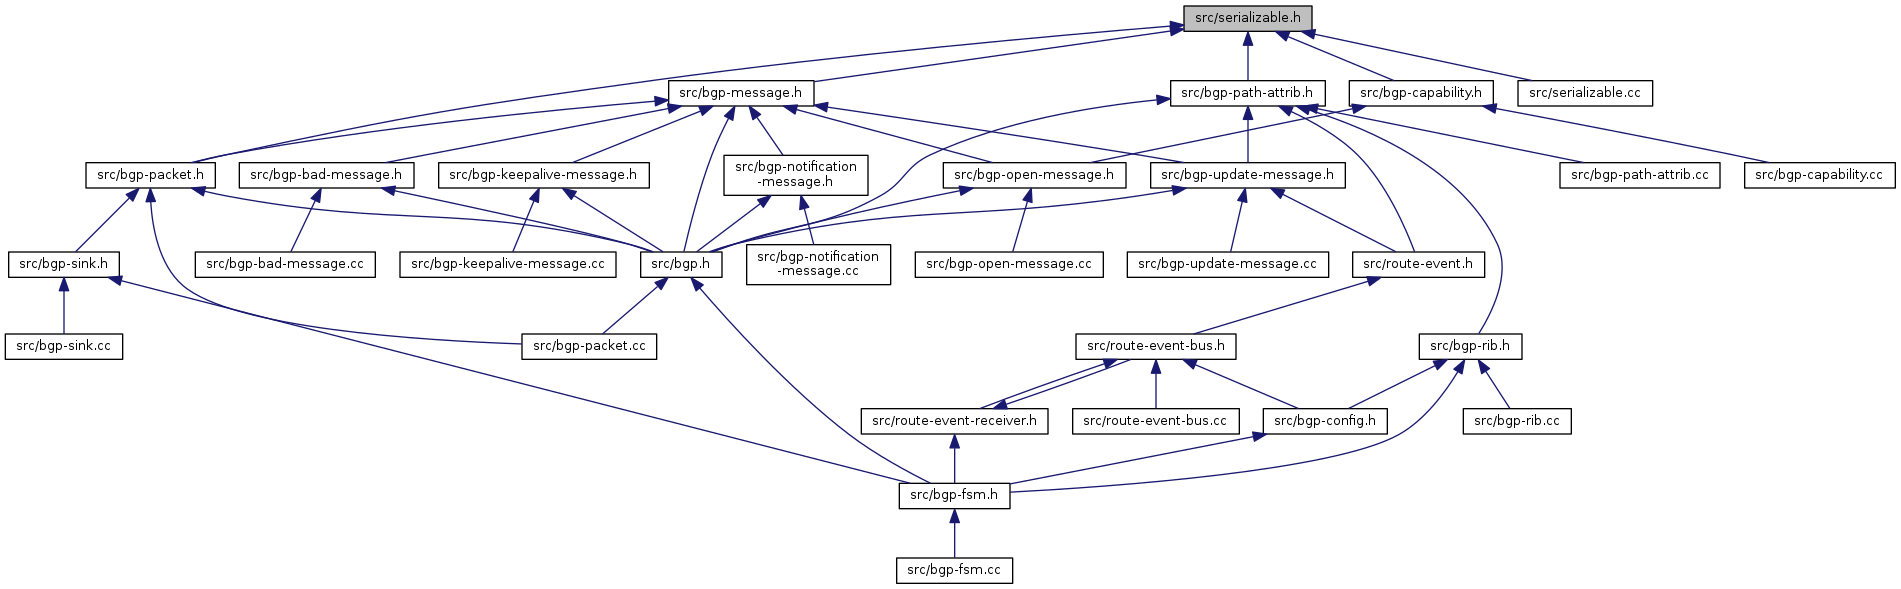 src/serializable.h
src/bgp-message.h
src/bgp-path-attrib.h
src/bgp-capability.h
src/serializable.cc
src/bgp-packet.h
src/bgp-bad-message.h
src/bgp-keepalive-message.h
src/bgp-notification
-message.h
src/bgp-open-message.h
src/bgp-update-message.h
src/bgp-path-attrib.cc
src/bgp-capability.cc
src/bgp-sink.h
src/bgp-bad-message.cc
src/bgp-keepalive-message.cc
src/bgp.h
src/bgp-notification
-message.cc
src/bgp-open-message.cc
src/bgp-update-message.cc
src/route-event.h
src/bgp-sink.cc
src/bgp-packet.cc
src/route-event-bus.h
src/bgp-rib.h
src/route-event-receiver.h
src/route-event-bus.cc
src/bgp-config.h
src/bgp-rib.cc
src/bgp-fsm.h
src/bgp-fsm.cc